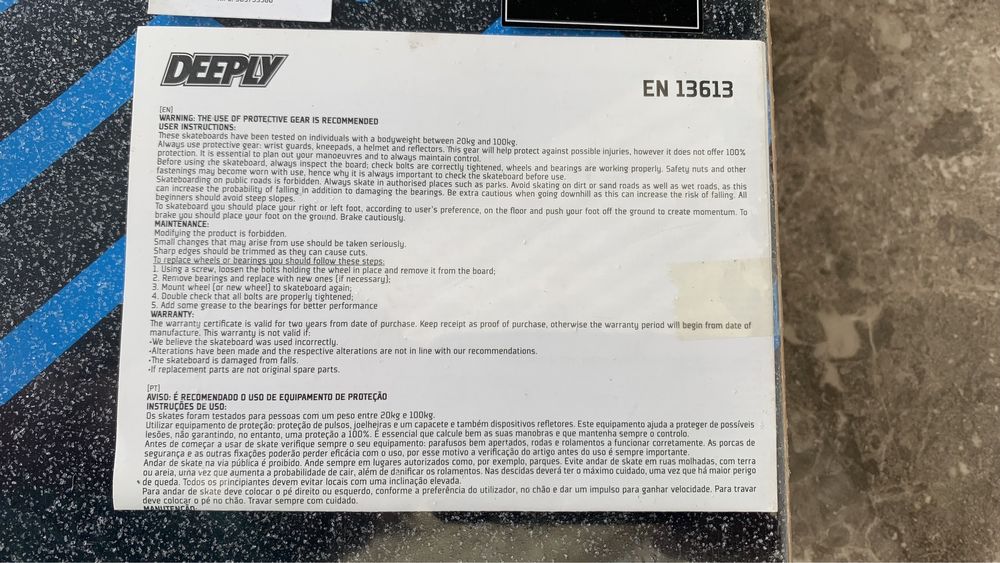 DEEPLY
EN 13613
[EN]
WARNING: THE USE OF PROTECTIVE GEAR IS RECOMMENDED
USER INSTRUCTIONS:
These skateboards have been tested on individuals with a bodyweight between 20kg and 100kg.
Always use protective gear: wrist guards, kneepads, a helmet and reflectors. This gear will help protect against possible injuries, however it does not offer 100%
protection. It is essential to plan out your manoeuvres and to always maintain control.
Before using the skateboard, always inspect the board; check bolts are correctly tightened, wheels and bearings are working properly. Safety nuts and other
fastenings may become worn with use, hence why it is always important to check the skateboard before use.
Skateboarding on public roads is forbidden. Always skate in authorised places such as parks. Avoid skating on dirt or sand roads as well as wet roads, as this
can increase the probability of falling in addition to damaging the bearings. Be extra cautious when going downhill as this can increase the risk of falling. All
beginners should avoid steep slopes.
To skateboard you should place your right or left foot, according to user's preference, on the floor and push your foot off the ground to create momentum. To
brake you should place your foot on the ground. Brake cautiously.
MAINTENANCE:
Modifying the product is forbidden.
Small changes that may arise from use should be taken seriously.
Sharp edges should be trimmed as they can cause cuts.
To replace wheels or bearings you should follow these steps:
1. Using a screw, loosen the bolts holding the wheel in place and remove it from the board;
2. Remove bearings and replace with new ones (if necessary);
3. Mount wheel (or new wheel) to skateboard again;
4. Double check that all bolts are properly tightened;
5. Add some grease to the bearings for better performance
WARRANTY:
The warranty certificate is valid for two years from date of purchase. Keep receipt as proof of purchase, otherwise the warranty period will begin from date of
manufacture. This warranty is not valid if:
•We believe the skateboard was used incorrectly.
•Alterations have been made and the respective alterations are not in line with our recommendations.
•The skateboard is damaged from falls.
•If replacement parts are not original spare parts.
[PT]
AVISO: É RECOMENDADO O USO DE EQUIPAMENTO DE PROTEÇÃO
INSTRUÇÕES DE USO:
Os skates foram testados para pessoas com um peso entre 20kg e 100kg.
Utilizar equipamento de proteção: proteção de pulsos, joelheiras e um capacete e também dispositivos refletores. Este equipamento ajuda a proteger de possíveis
lesões, não garantindo, no entanto, uma proteção a 100%. É essencial que calcule bem as suas manobras e que mantenha sempre o controlo.
Antes de começar a usar de skate verifique sempre o seu equipamento: parafusos bem apertados, rodas e rolamentos a funcionar corretamente. As porcas de
segurança e as outras fixações poderão perder eficácia com o uso, por esse motivo a verificação do artigo antes do uso é sempre importante.
Andar de skate na via pública é proibido. Ande sempre em lugares autorizados como, por exemplo, parques. Evite andar de skate em ruas molhadas, com terra
ou areia, uma vez que aumenta a probabilidade de cair, além de danificar os rolamentos. Nas descidas deverá ter o máximo cuidado, uma vez que há maior perigo
de queda. Todos os principiantes devem evitar locais com uma inclinação elevada.
Para andar de skate deve colocar o pé direito ou esquerdo, conforme a preferência do utilizador, no chão e dar um impulso para ganhar velocidade. Para travar
deve colocar o pé no chão. Travar sempre com cuidado.
MANUTENÇÃO: